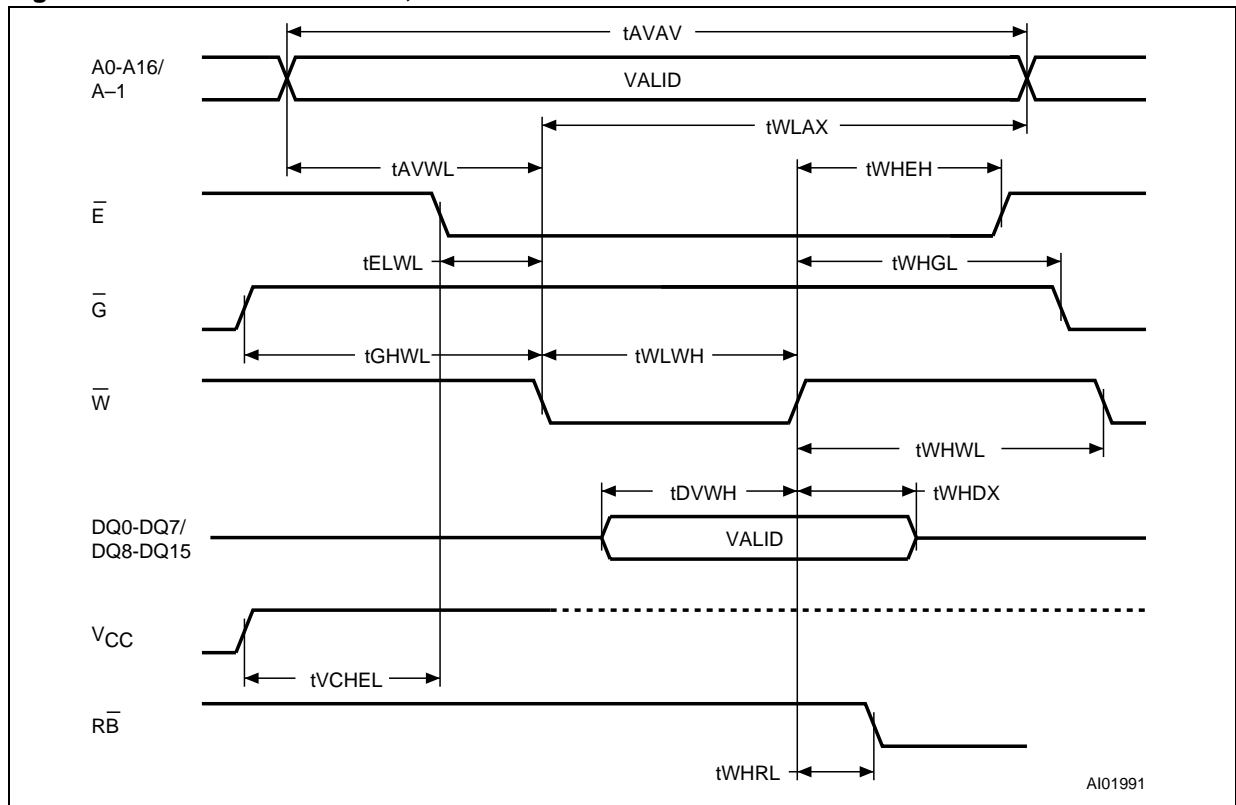 tAVAV
A0-A16/
A–1
VALID
tWLAX
tAVWL
tWHEH
E̅
tELWL
tWHGL
G̅
tGHWL
tWLWH
W̅
tWHWL
tDVWH
tWHDX
DQ0-DQ7/
DQ8-DQ15
VALID
VCC
tVCHEL
RB̅
tWHRL
AI01991